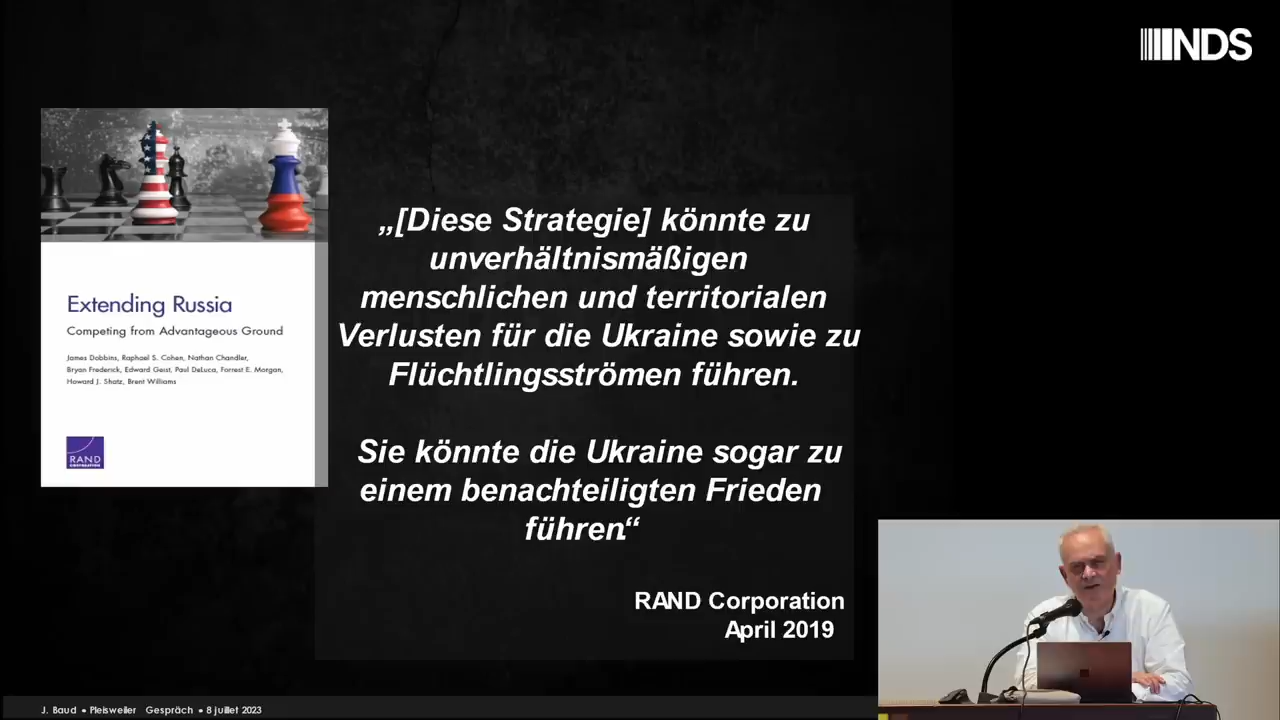 NDS
Extending Russia
Competing from Advantageous Ground
James Dobbins, Raphael S. Cohen, Nathan Chandler,
Bryan Frederick, Edward Geist, Paul DeLuca, Forrest E. Morgan,
Howard J. Shatz, Brent Williams
RAND
CORPORATION
„[Diese Strategie] könnte zu
unverhältnismäßigen
menschlichen und territorialen
Verlusten für die Ukraine sowie zu
Flüchtlingsströmen führen.
Sie könnte die Ukraine sogar zu
einem benachteiligten Frieden
führen.“
RAND Corporation
April 2019
J. Baud • Pleisweiler Gespräch • 8 juillet 2023